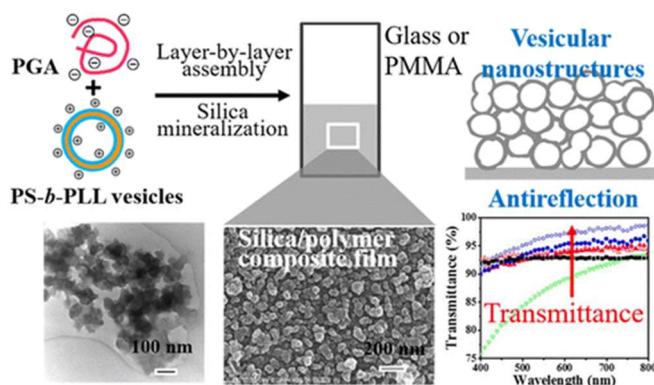 PGA
+
PS-b-PLL vesicles
Layer-by-layer
assembly
Silica
mineralization
Glass or
PMMA
Vesicular
nanostructures
100 nm
Silica/polymer
composite film
200 nm
Antireflection
Transmittance (%)
100
95
90
85
80
75
Transmittance
400 500 600 700 800
Wavelength (nm)